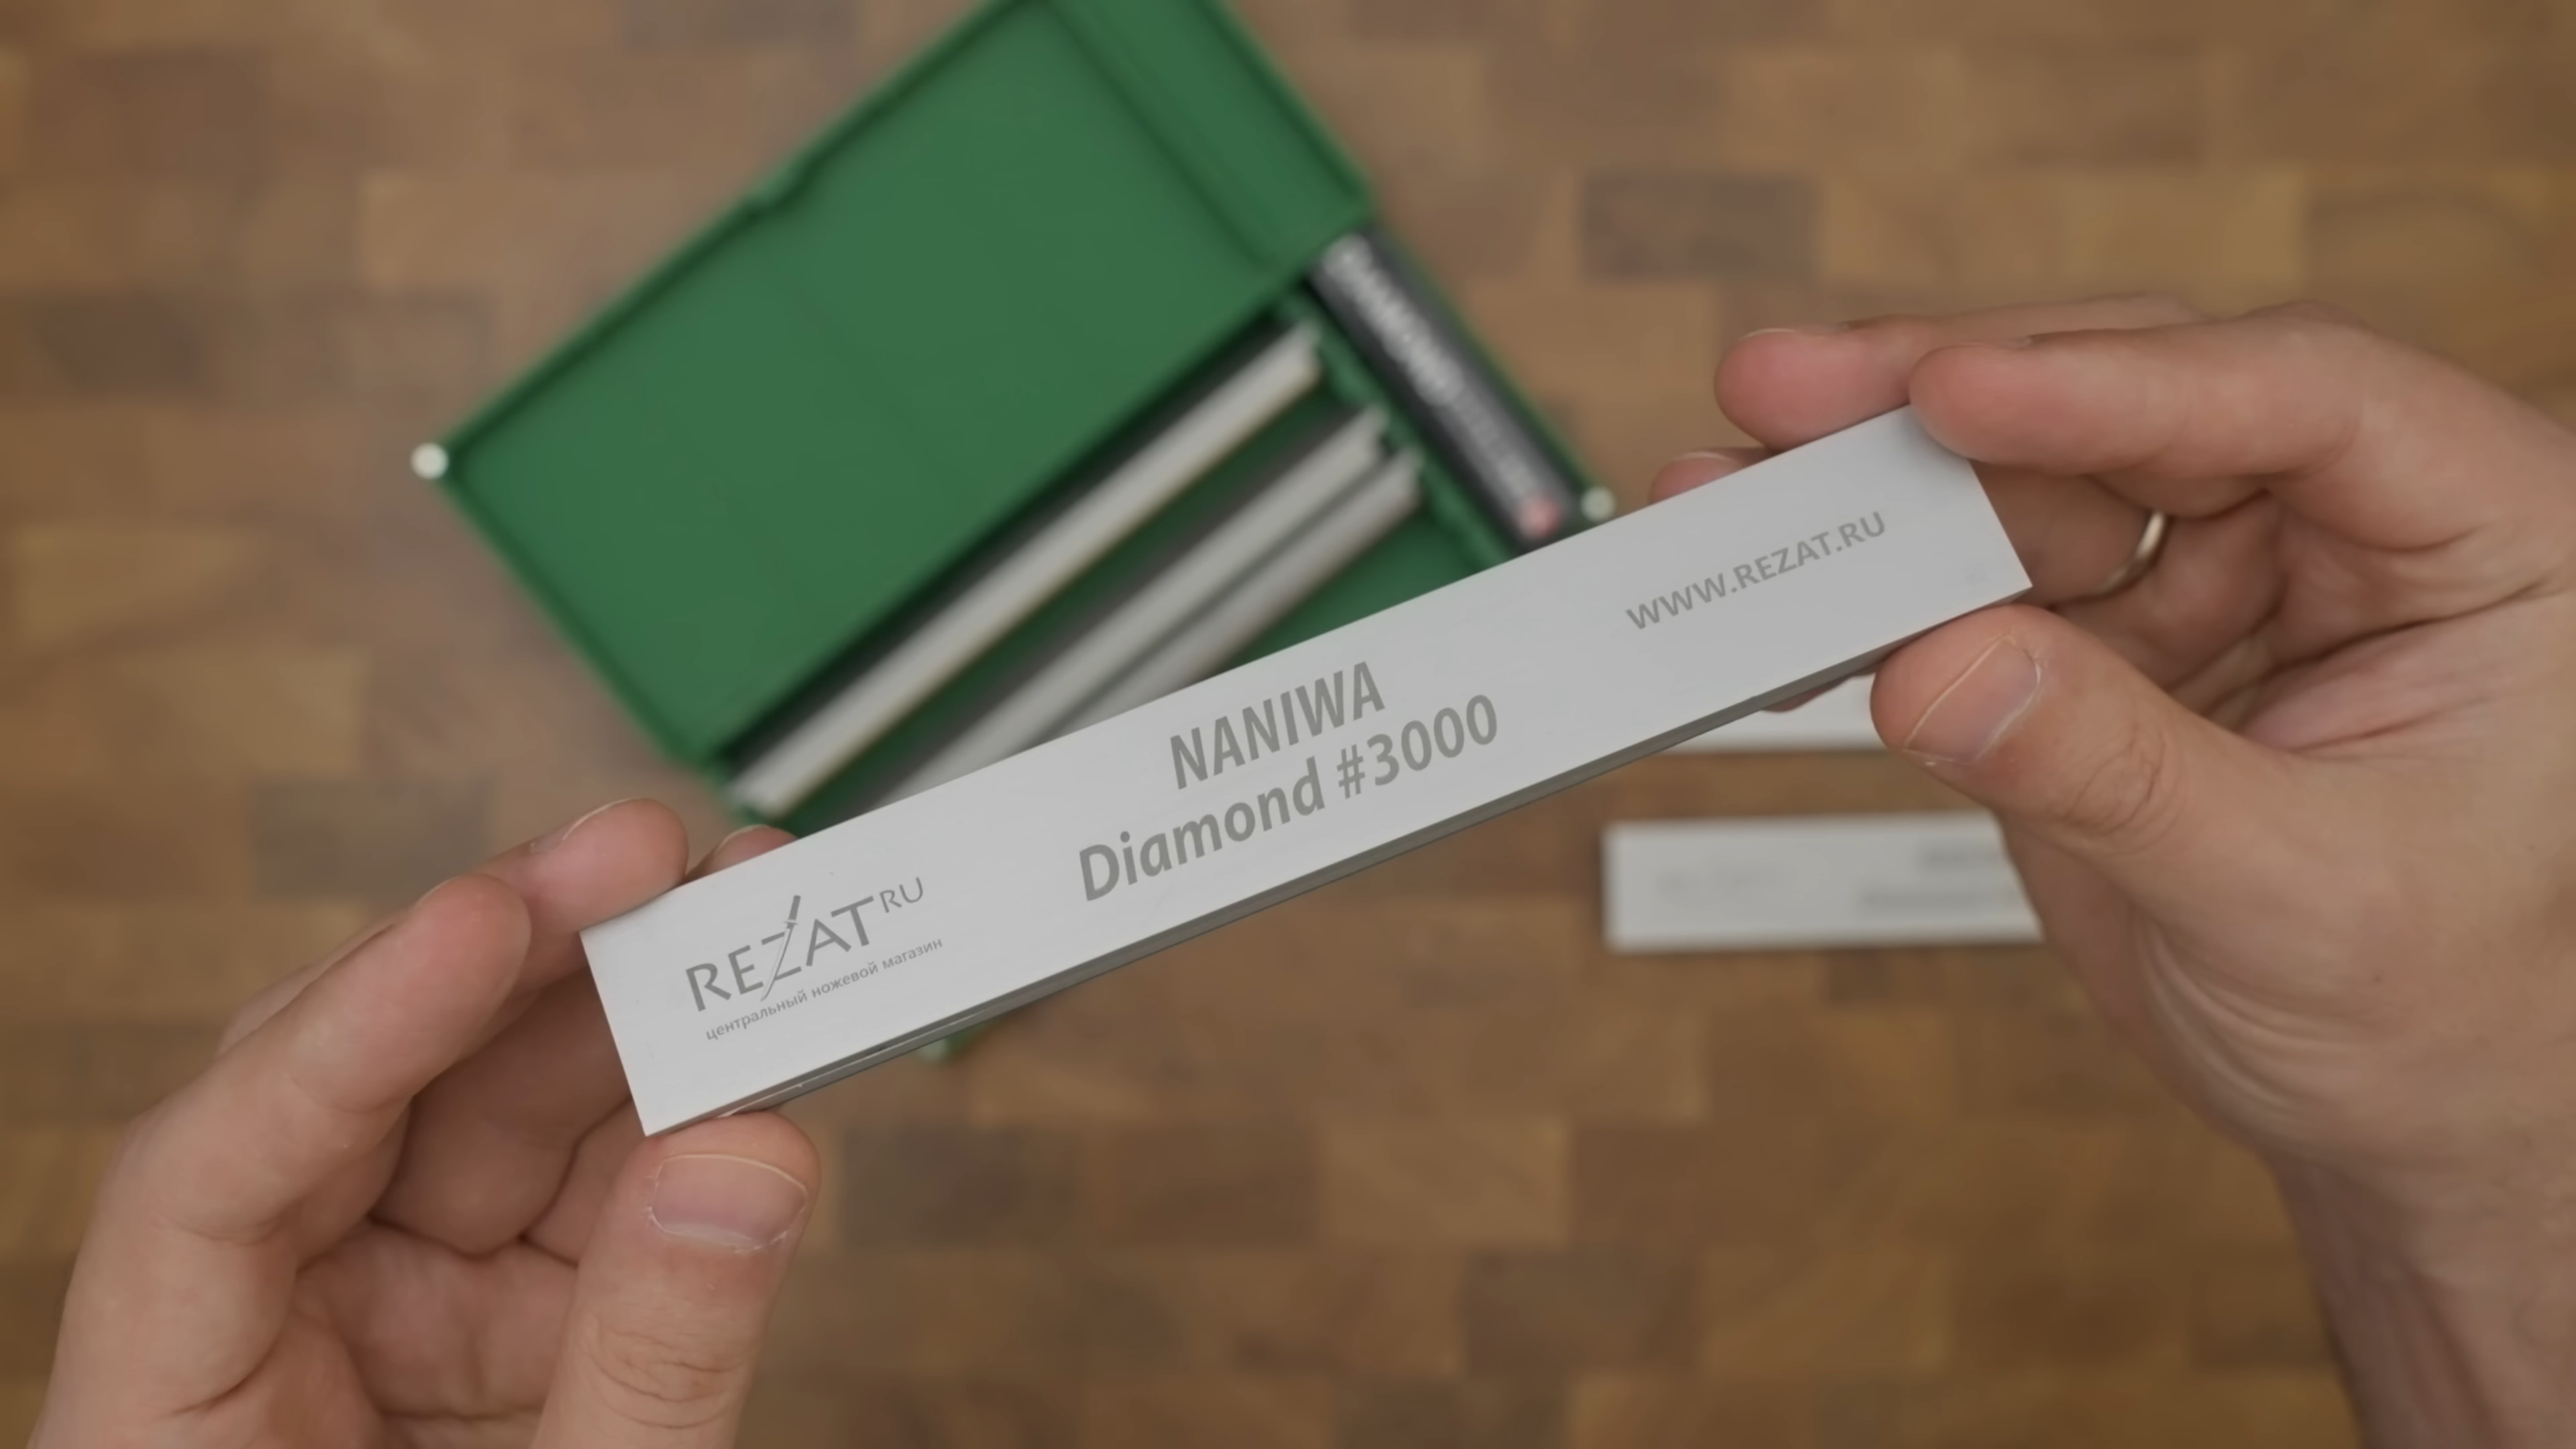 REZAT RU
центральный ножевой магазин
NANIWA
Diamond #3000
WWW.REZAT.RU